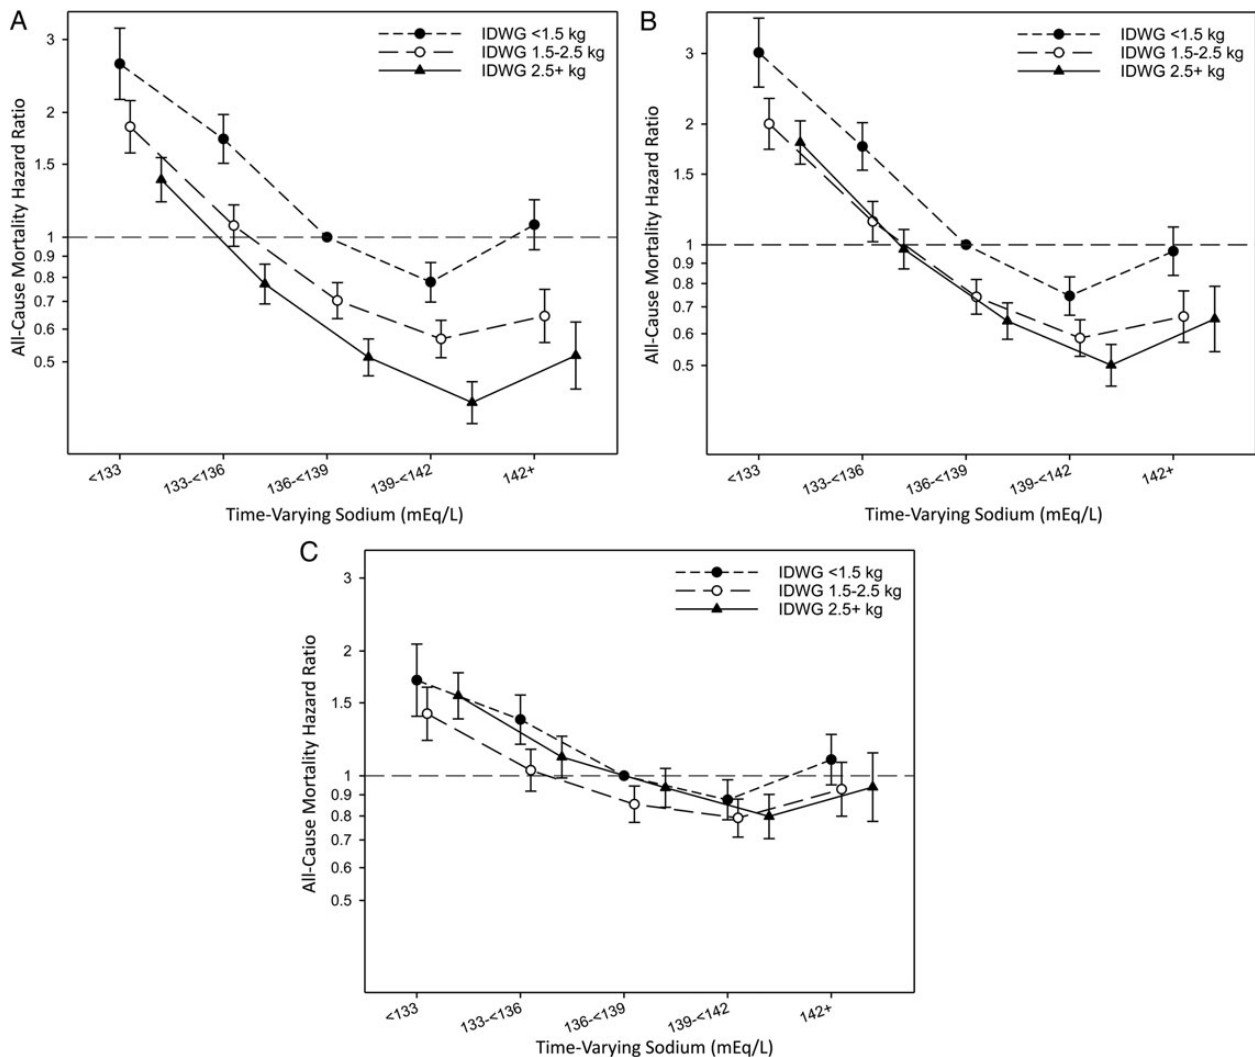 A
All-Cause Mortality Hazard Ratio
3
2
1.5
1
0.9
0.8
0.7
0.6
0.5
IDWG <1.5 kg
IDWG 1.5-2.5 kg
IDWG 2.5+ kg
<133
133-<136
136-<139
139-<142
142+
Time-Varying Sodium (mEq/L)
B
All-Cause Mortality Hazard Ratio
3
2
1.5
1
0.9
0.8
0.7
0.6
0.5
IDWG <1.5 kg
IDWG 1.5-2.5 kg
IDWG 2.5+ kg
<133
133-<136
136-<139
139-<142
142+
Time-Varying Sodium (mEq/L)
C
All-Cause Mortality Hazard Ratio
3
2
1.5
1
0.9
0.8
0.7
0.6
0.5
IDWG <1.5 kg
IDWG 1.5-2.5 kg
IDWG 2.5+ kg
<133
133-<136
136-<139
139-<142
142+
Time-Varying Sodium (mEq/L)